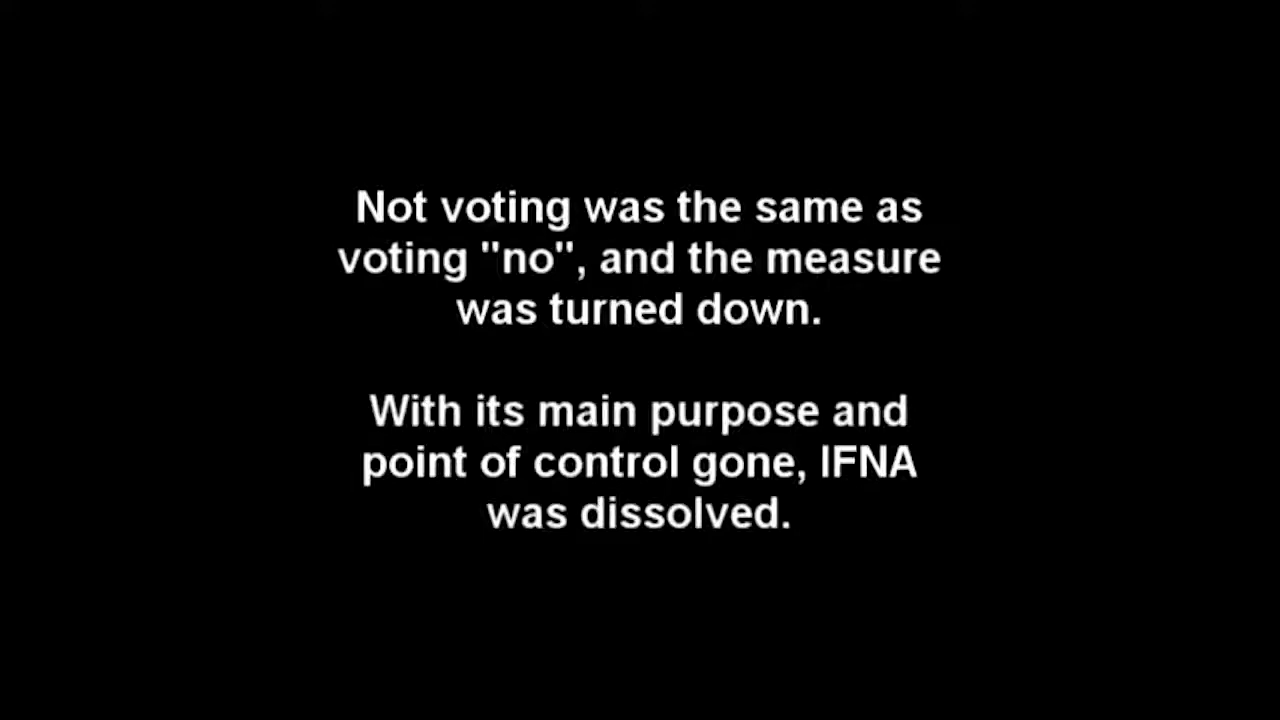 Not voting was the same as
voting "no", and the measure
was turned down.
With its main purpose and
point of control gone, IFNA
was dissolved.